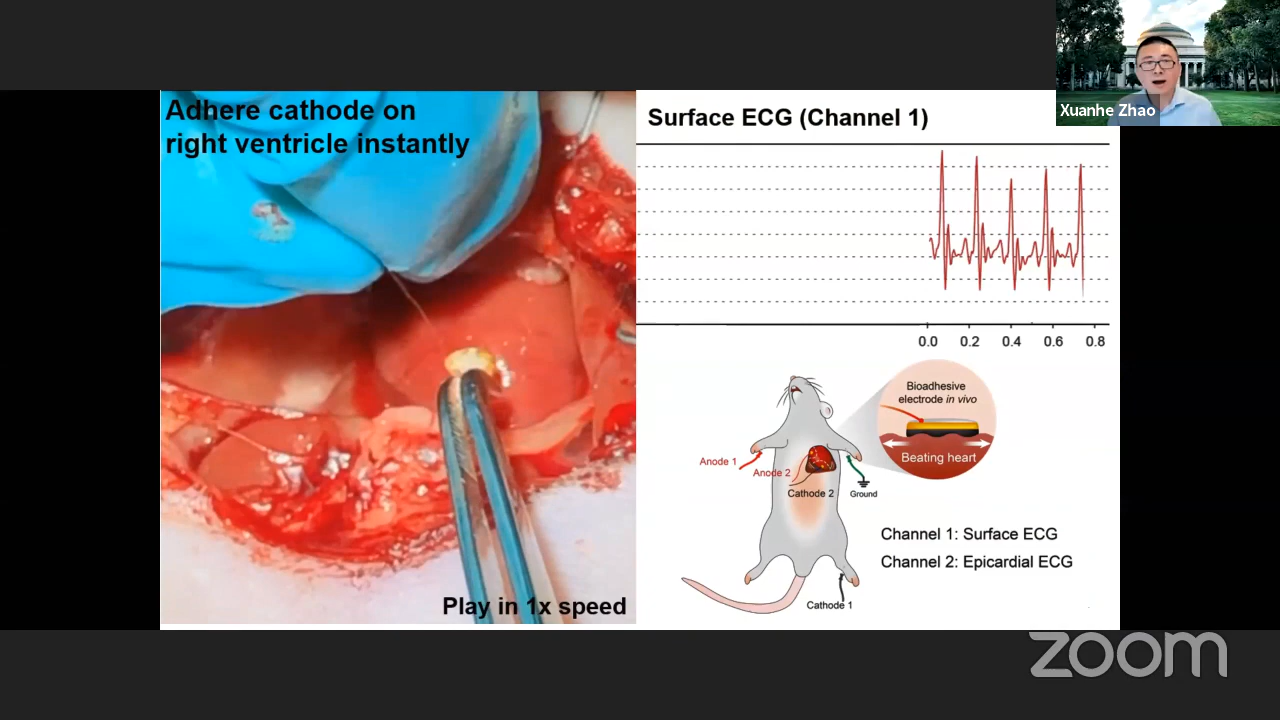 Adhere cathode on
right ventricle instantly
Play in 1x speed
Surface ECG (Channel 1)
0.0 0.2 0.4 0.6 0.8
Bioadhesive
electrode in vivo
Beating heart
Anode 1
Anode 2
Cathode 2
Ground
Cathode 1
Channel 1: Surface ECG
Channel 2: Epicardial ECG
Xuanhe Zhao
zoom